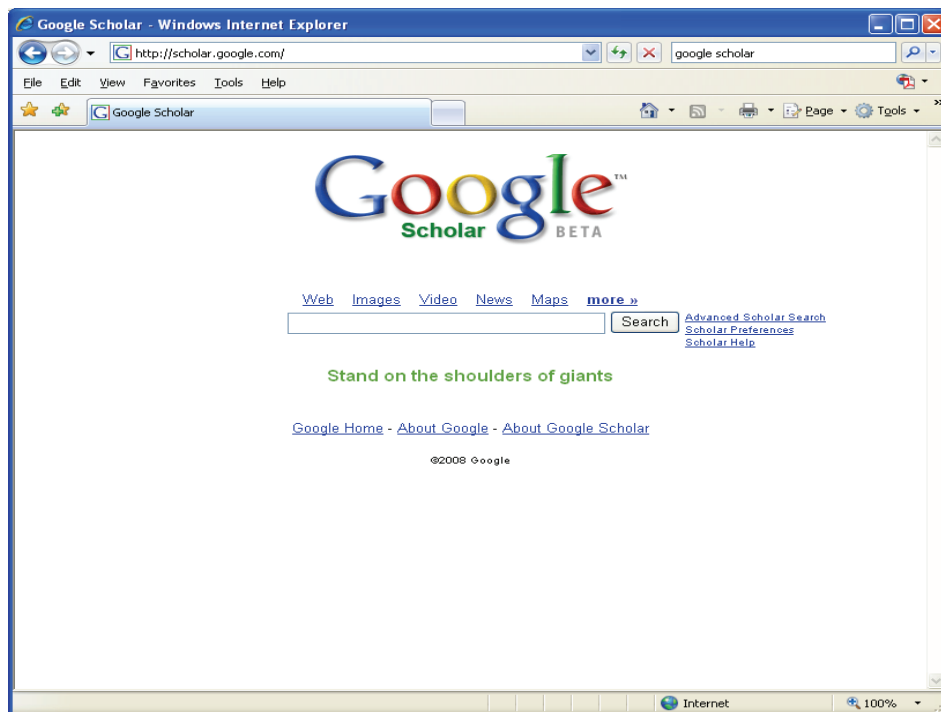 Google Scholar - Windows Internet Explorer
http://scholar.google.com/
google scholar
File Edit View Favorites Tools Help
Google Scholar
Page Tools »
Google™
Scholar BETA
Web Images Video News Maps more »
Search
Advanced Scholar Search
Scholar Preferences
Scholar Help
Stand on the shoulders of giants
Google Home - About Google - About Google Scholar
©2008 Google
Internet 100%